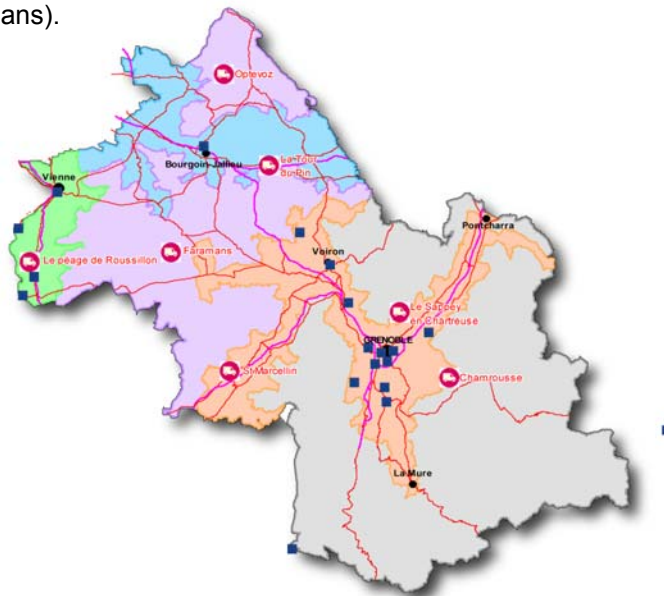 ans).
Optevoz
Bourgoin-Jallieu
La Tour
du Pin
Vienne
Pontcharra
Faramans
Voiron
Le péage de Roussillon
Le Sappey
en Chartreuse
GRENOBLE
St Marcellin
Chamrousse
La Mure